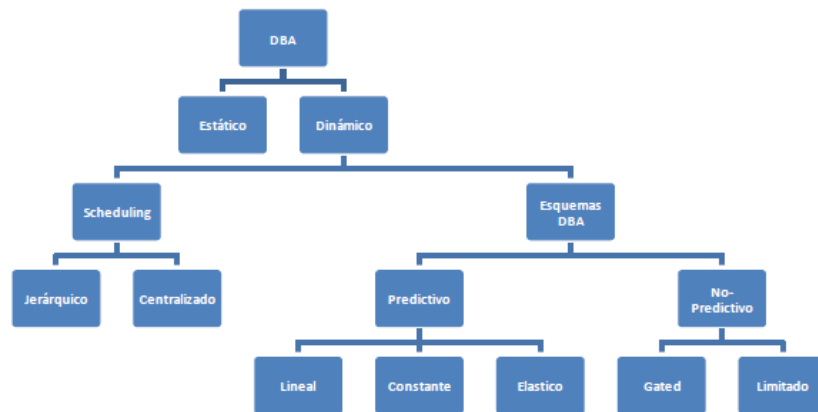 DBA
Estático
Dinámico
Scheduling
Esquemas
DBA
Jerárquico
Centralizado
Predictivo
No-
Predictivo
Lineal
Constante
Elastico
Gated
Limitado